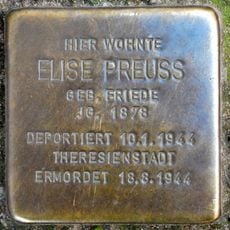 HIER WOHNTE
ELISE PREUSS
GEB. FRIEDE
JG. 1878
DEPORTIERT 10.1.1944
THERESIENSTADT
ERMORDET 18.8.1944